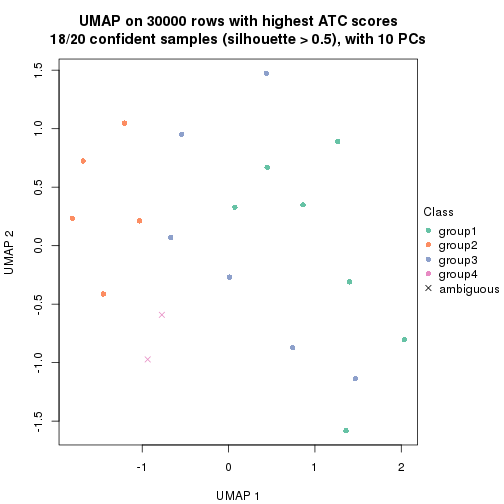 UMAP on 30000 rows with highest ATC scores
18/20 confident samples (silhouette > 0.5), with 10 PCs
1.5
1.0
0.5
0.0
-0.5
-1.0
-1.5
UMAP 2
-1
0
1
2
UMAP 1
Class
group1
group2
group3
group4
ambiguous